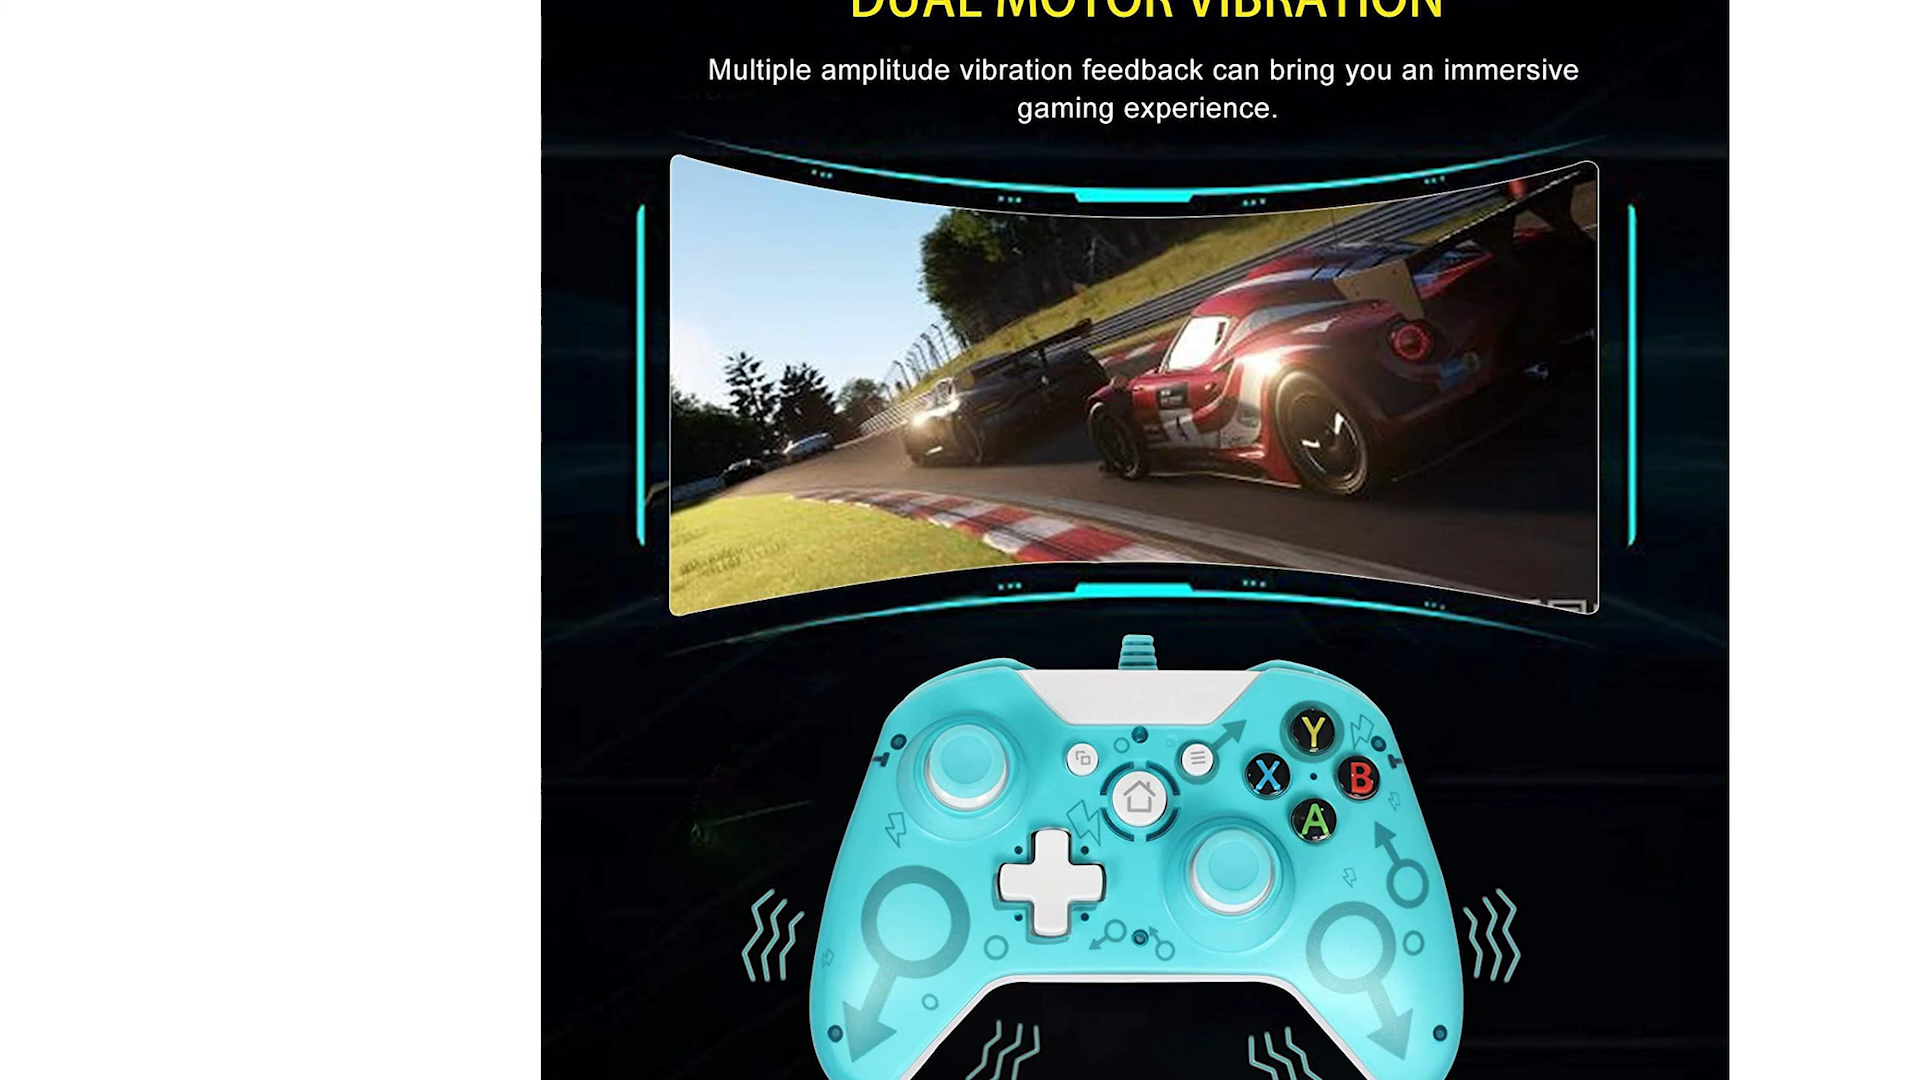 DUAL MOTOR VIBRATION
Multiple amplitude vibration feedback can bring you an immersive
gaming experience.
Y
X
B
A